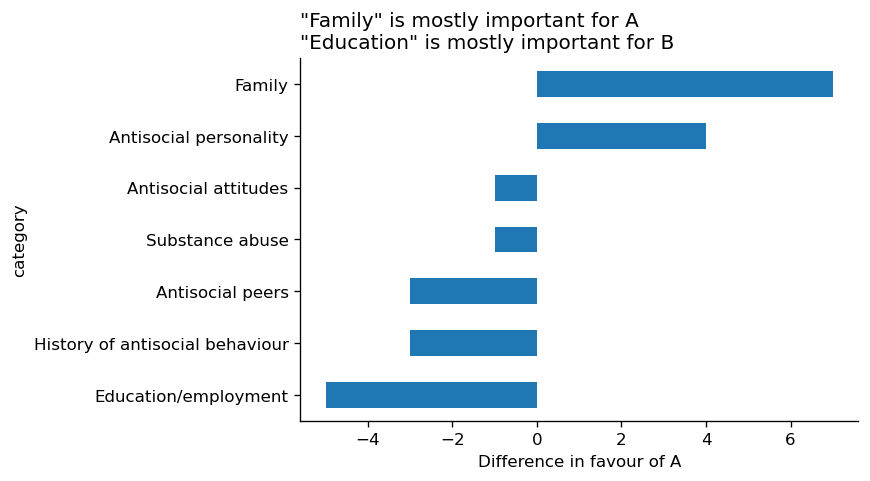 "Family" is mostly important for A
"Education" is mostly important for B
category
Family
Antisocial personality
Antisocial attitudes
Substance abuse
Antisocial peers
History of antisocial behaviour
Education/employment
−4 −2 0 2 4 6
Difference in favour of A